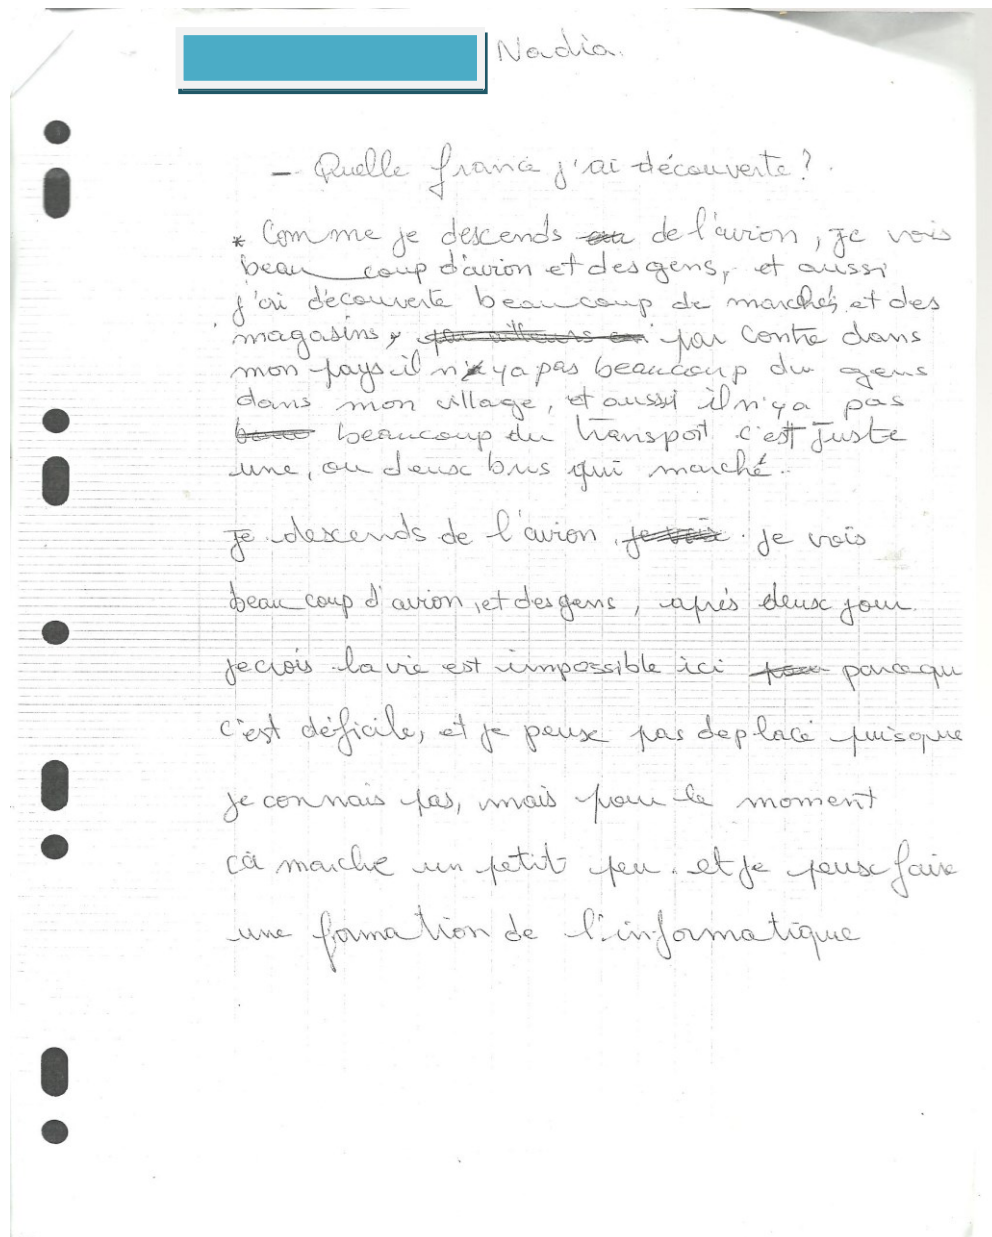 Nadia.
- Quelle france j'ai découverte ?
* Comme je descends de l'avion, je vois
beau coup d'avion et des gens, et aussi
j'ai découverte beaucoup de marchés et des
magasins, par contre dans
mon pays il n'ya pas beaucoup du gens
dans mon village, et aussi il n'ya pas
beaucoup du transport c'est juste
une, ou deux bus qui marché.
Je descends de l'avion. Je vois
beau coup d'avion, et des gens, après deux jour
je crois la vie est impossible ici parcequ
c'est déficile, et je peux pas deplacé puisque
je connais pas, mais pour le moment
ca marche un petit peu. et je peux faire
une formation de l'informatique